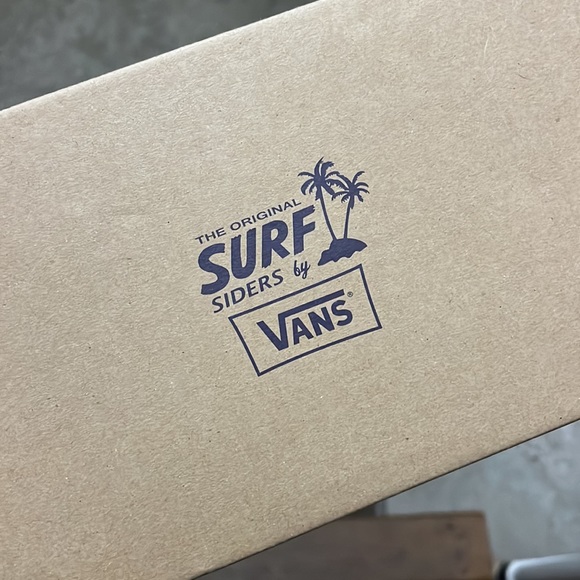 THE ORIGINAL
SURF
SIDERS by
VANS®